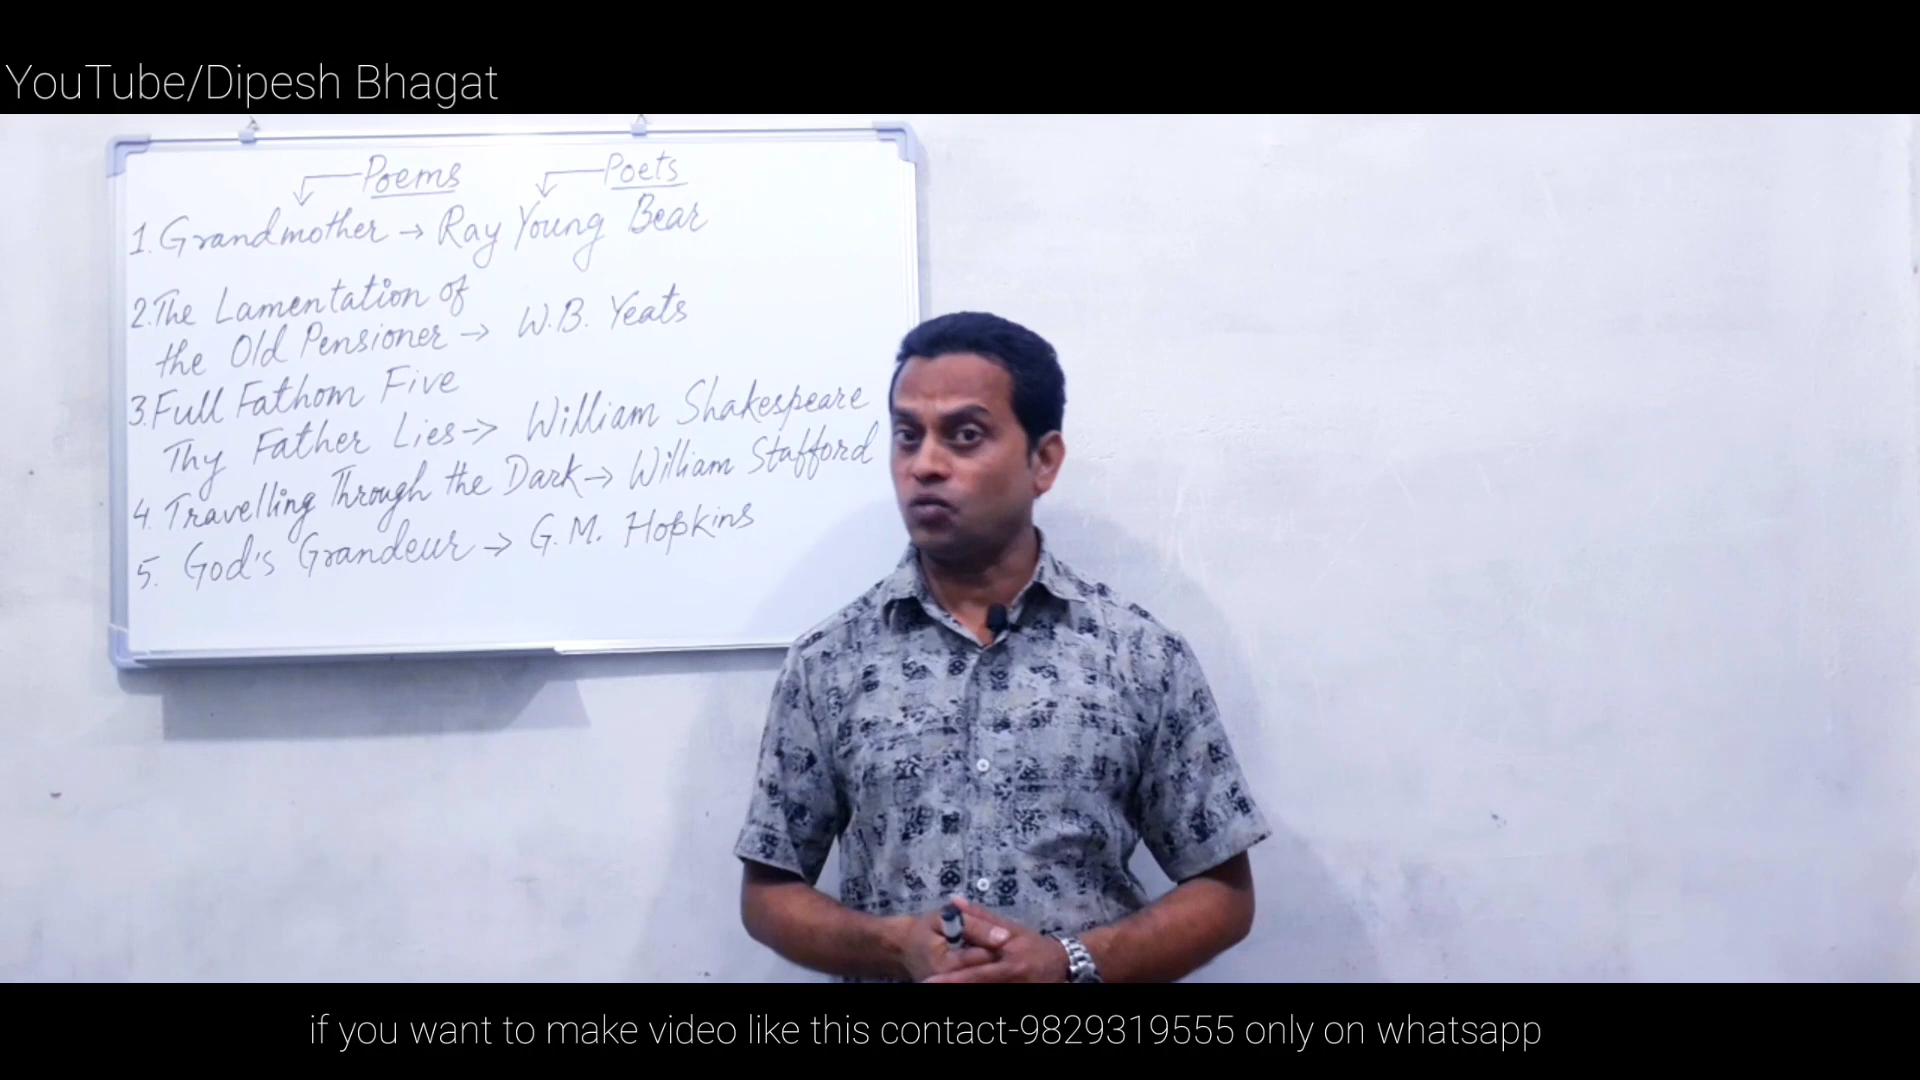 YouTube/Dipesh Bhagat
Poems Poets
1. Grandmother → Ray Young Bear
2. The Lamentation of
the Old Pensioner → W.B. Yeats
3. Full Fathom Five
Thy Father Lies → William Shakespeare
4. Travelling Through the Dark → William Stafford
5. God's Grandeur → G.M. Hopkins
if you want to make video like this contact-9829319555 only on whatsapp